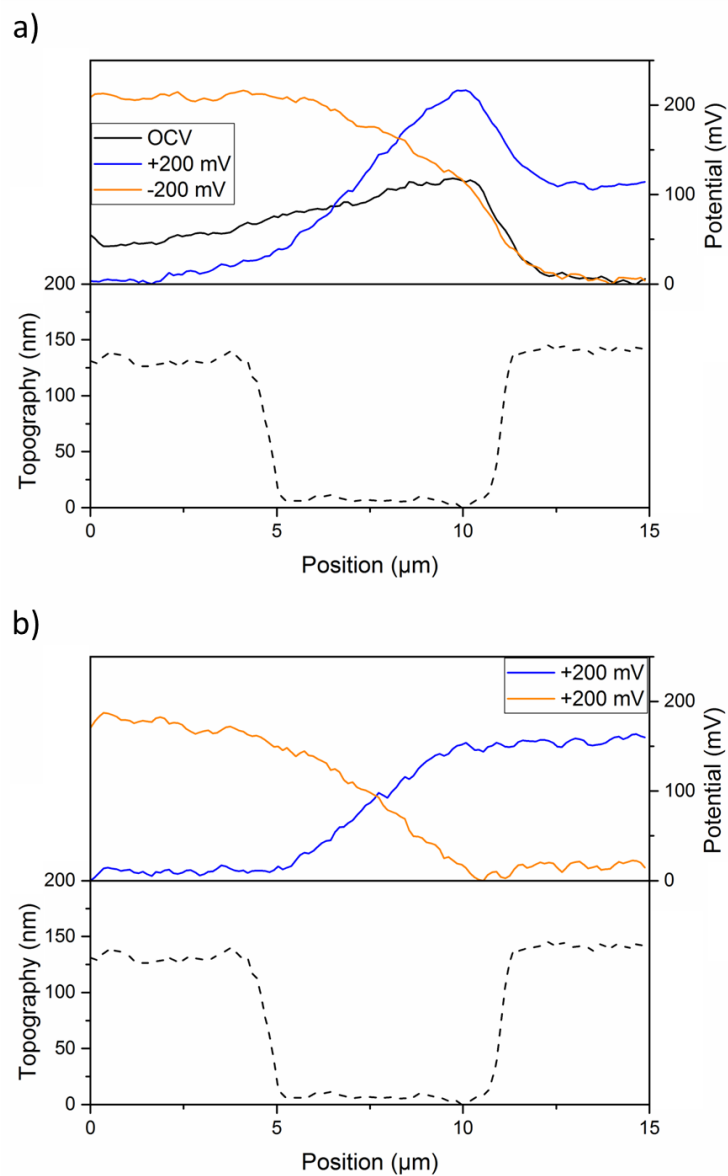 a)
OCV
+200 mV
-200 mV
200
100
0
Potential (mV)
200
150
100
50
0
Topography (nm)
0 5 10 15
Position (µm)
b)
+200 mV
+200 mV
200
100
0
Potential (mV)
200
150
100
50
0
Topography (nm)
0 5 10 15
Position (µm)